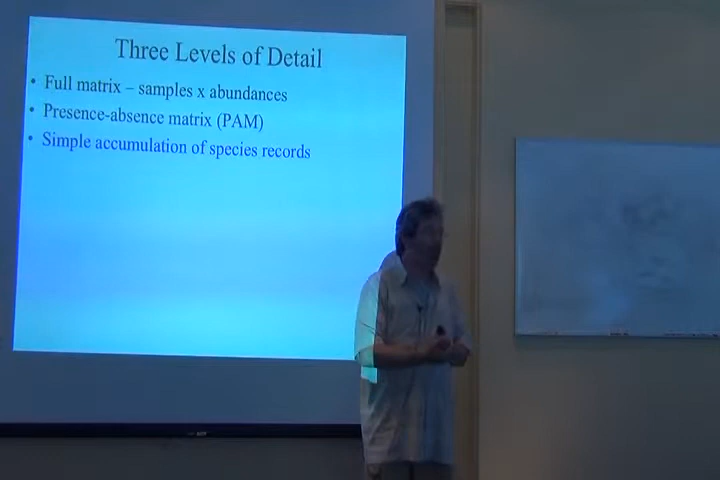 Three Levels of Detail
• Full matrix – samples x abundances
• Presence-absence matrix (PAM)
• Simple accumulation of species records